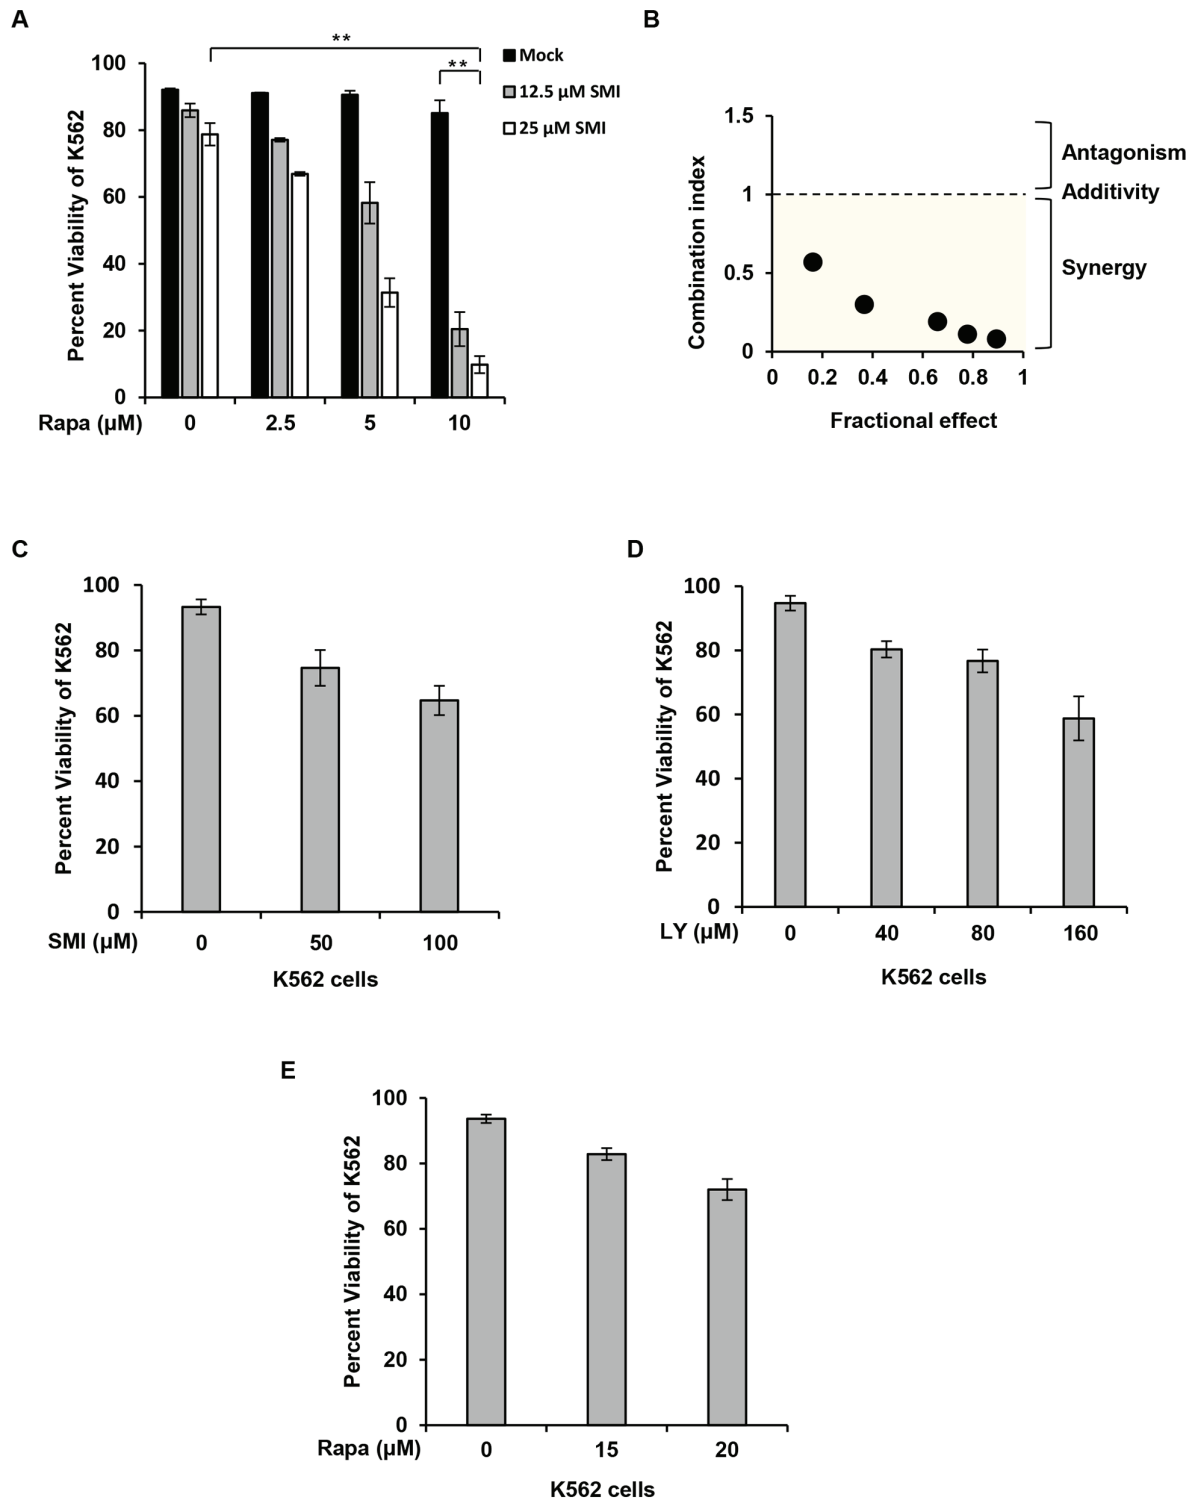 A
Percent Viability of K562
100
80
60
40
20
0
**
**
Mock
12.5 µM SMI
25 µM SMI
Rapa (µM) 0 2.5 5 10
B
Combination index
1.5
1
0.5
0
Antagonism
Additivity
Synergy
0 0.2 0.4 0.6 0.8 1
Fractional effect
C
Percent Viability of K562
100
80
60
40
20
0
SMI (µM) 0 50 100
K562 cells
D
Percent Viability of K562
100
80
60
40
20
0
LY (µM) 0 40 80 160
K562 cells
E
Percent Viability of K562
100
80
60
40
20
0
Rapa (µM) 0 15 20
K562 cells